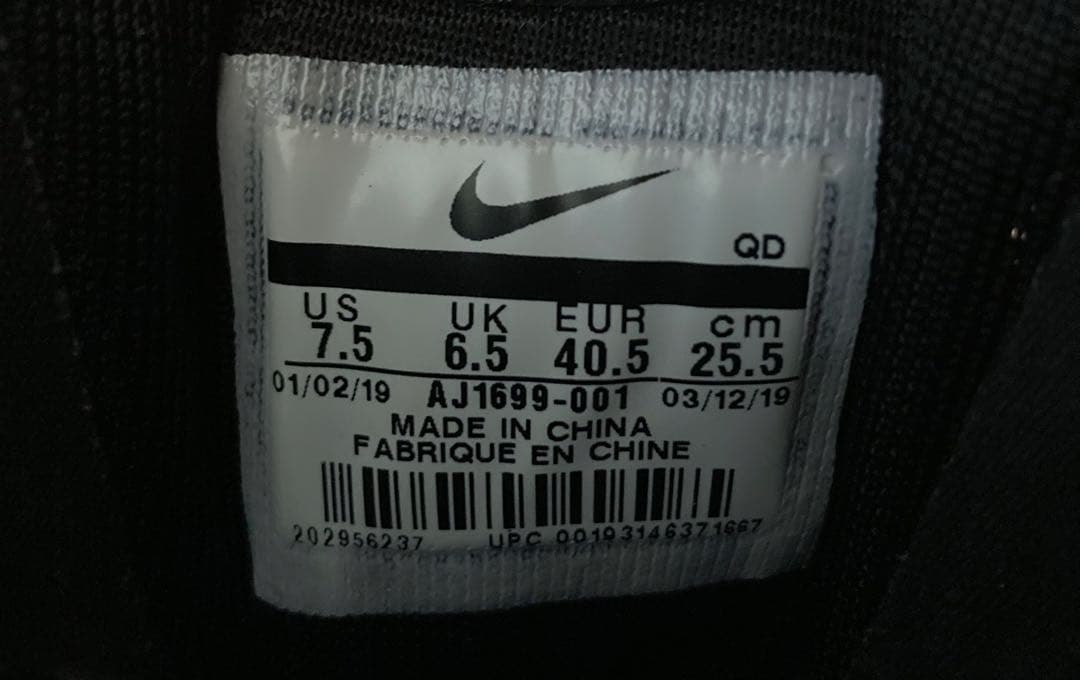 QD
US UK EUR cm
7.5 6.5 40.5 25.5
01/02/19 AJ1699-001 03/12/19
MADE IN CHINA
FABRIQUE EN CHINE
202956237 UPC 00193146371667